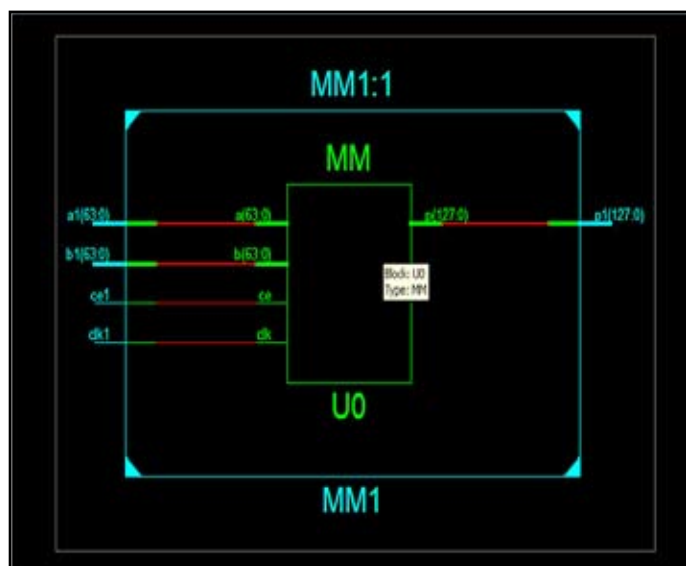 MM1:1
MM
a1(63:0) a(63:0) p(127:0) p1(127:0)
b1(63:0) b(63:0)
Block: U0
Type: MM
ce1 ce
clk1 clk
U0
MM1